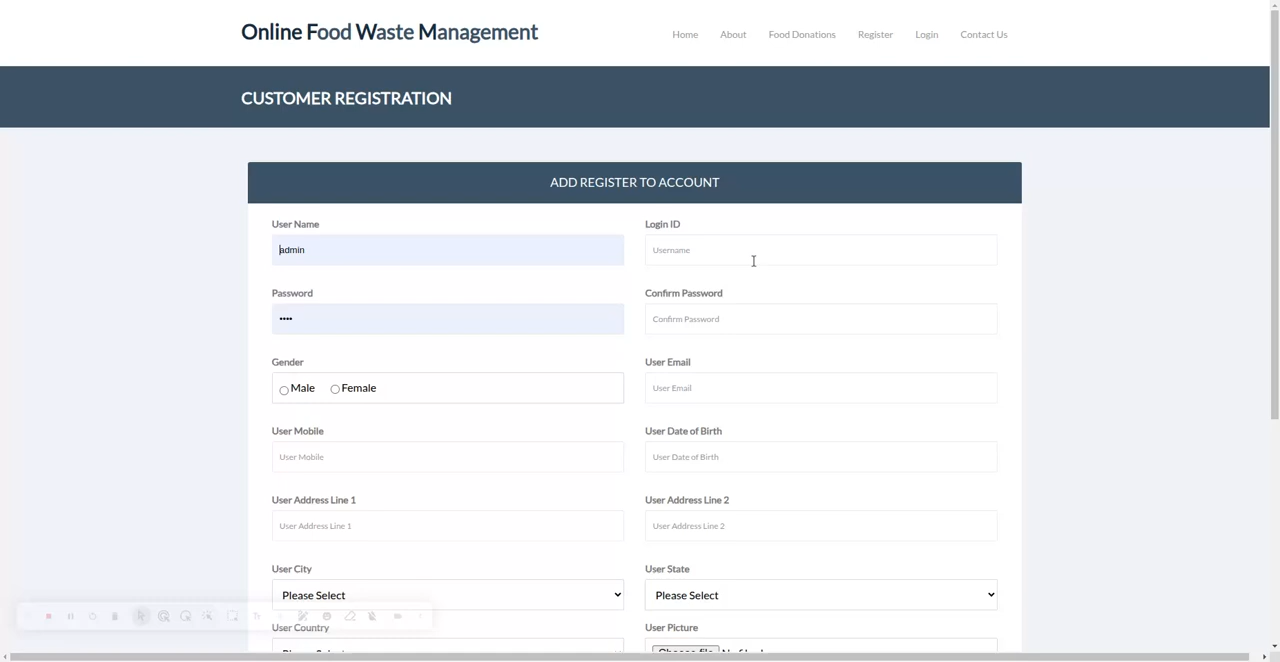 Online Food Waste Management
Home About Food Donations Register Login Contact Us
CUSTOMER REGISTRATION
ADD REGISTER TO ACCOUNT
User Name Login ID
admin Username
Password Confirm Password
•••• Confirm Password
Gender User Email
Male Female User Email
User Mobile User Date of Birth
User Mobile User Date of Birth
User Address Line 1 User Address Line 2
User Address Line 1 User Address Line 2
User City User State
Please Select Please Select
User Country User Picture